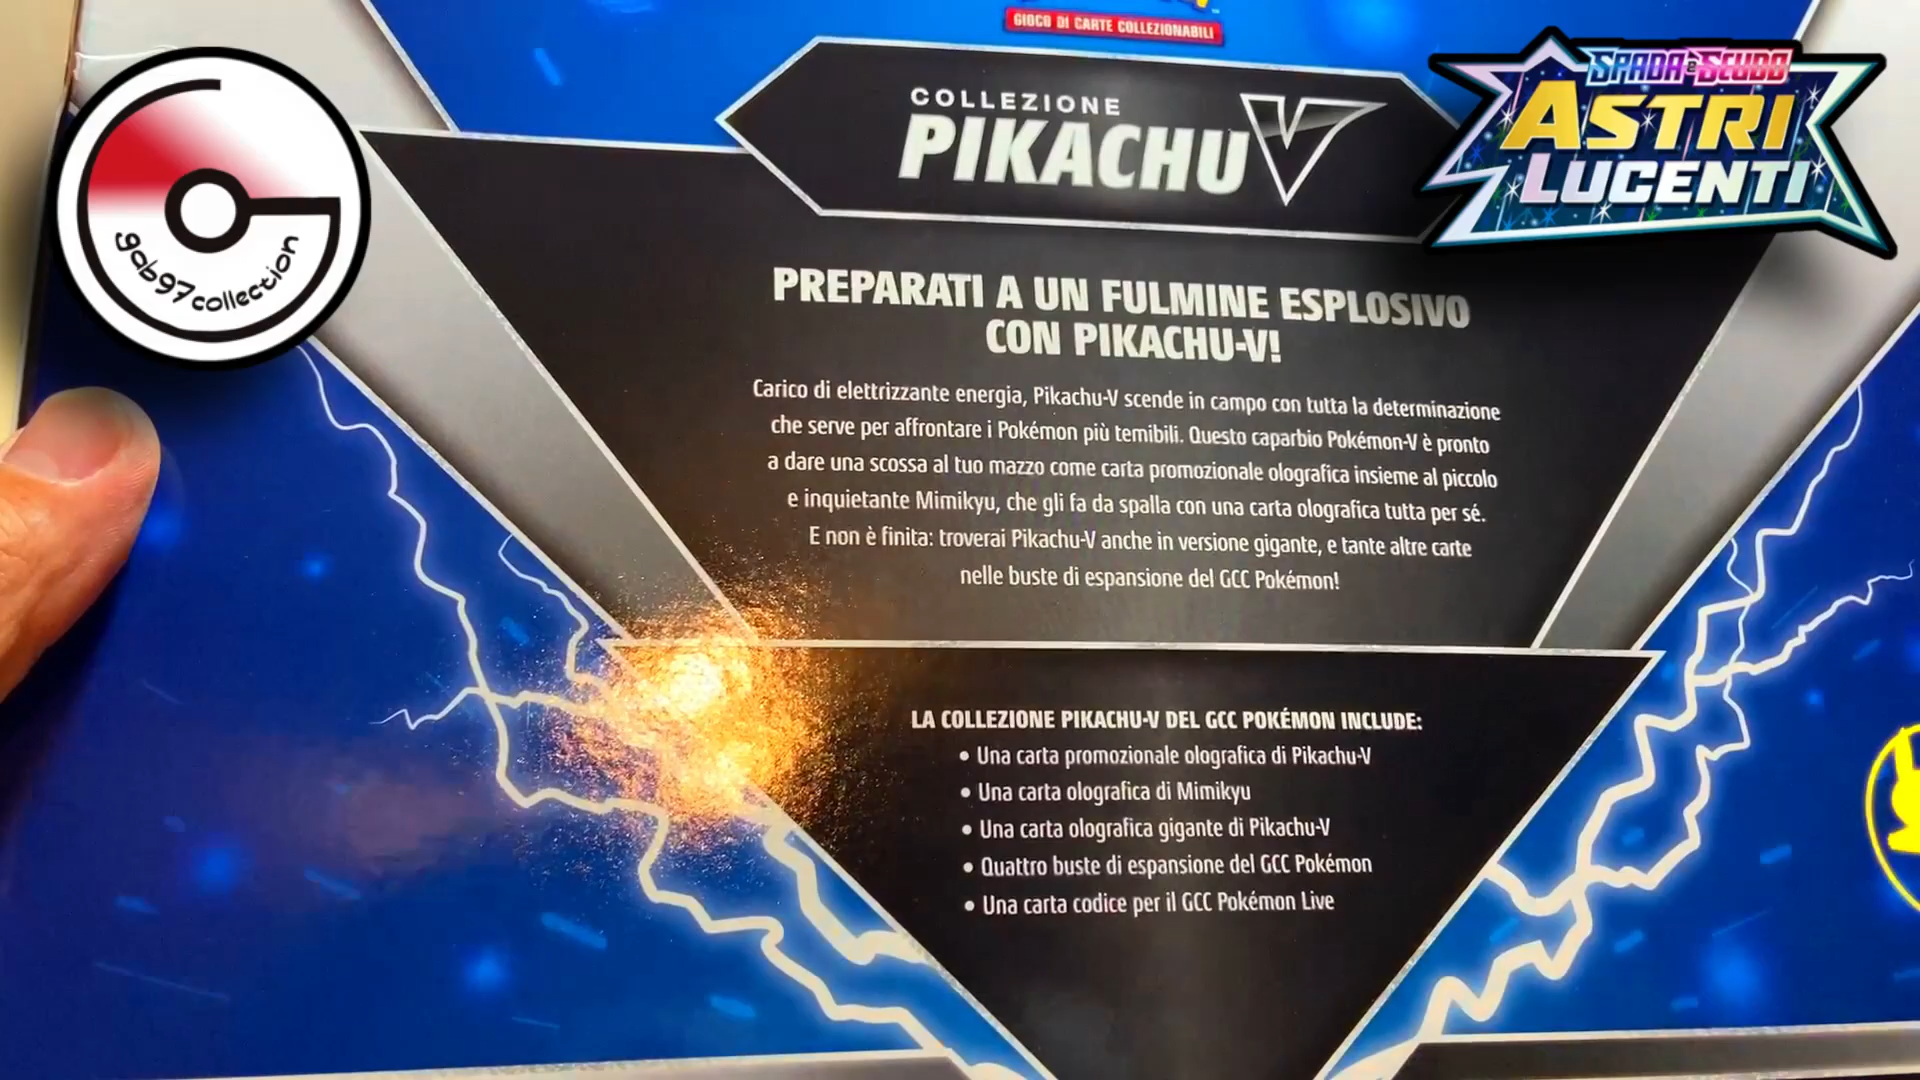 GIOCO DI CARTE COLLEZIONABILI
COLLEZIONE
PIKACHU V
SPADA e SCUDO
ASTRI
LUCENTI
gab97collection
PREPARATI A UN FULMINE ESPLOSIVO
CON PIKACHU-V!
Carico di elettrizzante energia, Pikachu-V scende in campo con tutta la determinazione
che serve per affrontare i Pokémon più temibili. Questo caparbio Pokémon-V è pronto
a dare una scossa al tuo mazzo come carta promozionale olografica insieme al piccolo
e inquietante Mimikyu, che gli fa da spalla con una carta olografica tutta per sé.
E non è finita: troverai Pikachu-V anche in versione gigante, e tante altre carte
nelle buste di espansione del GCC Pokémon!
LA COLLEZIONE PIKACHU-V DEL GCC POKÉMON INCLUDE:
• Una carta promozionale olografica di Pikachu-V
• Una carta olografica di Mimikyu
• Una carta olografica gigante di Pikachu-V
• Quattro buste di espansione del GCC Pokémon
• Una carta codice per il GCC Pokémon Live